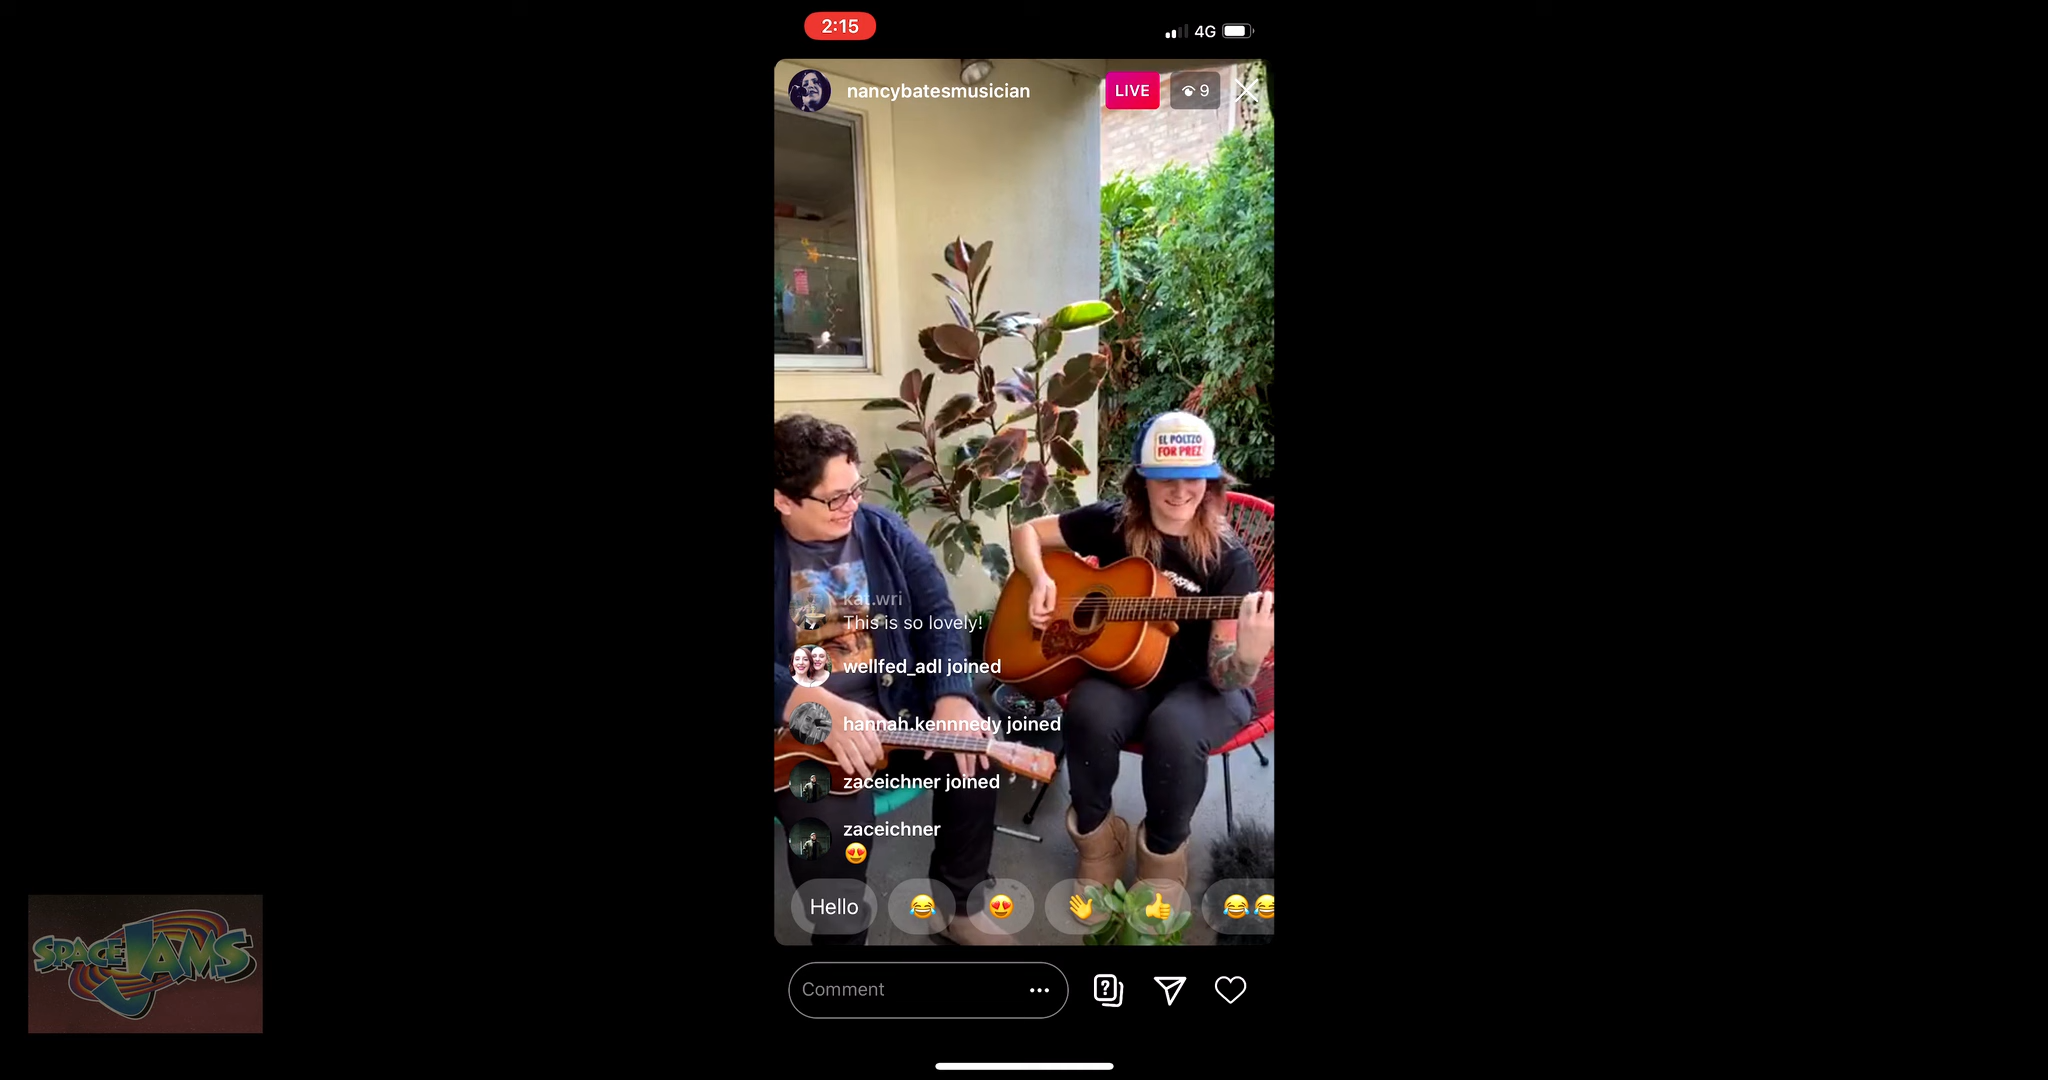 2:15
4G
nancybatesmusician
LIVE
9
EL POLTZO
FOR PREZ
kat.wri
This is so lovely!
wellfed_adl joined
hannah.kennnedy joined
zaceichner joined
zaceichner
😍
Hello 😂 😍 👋 👍 😂😂
Comment
SPACE JAMS